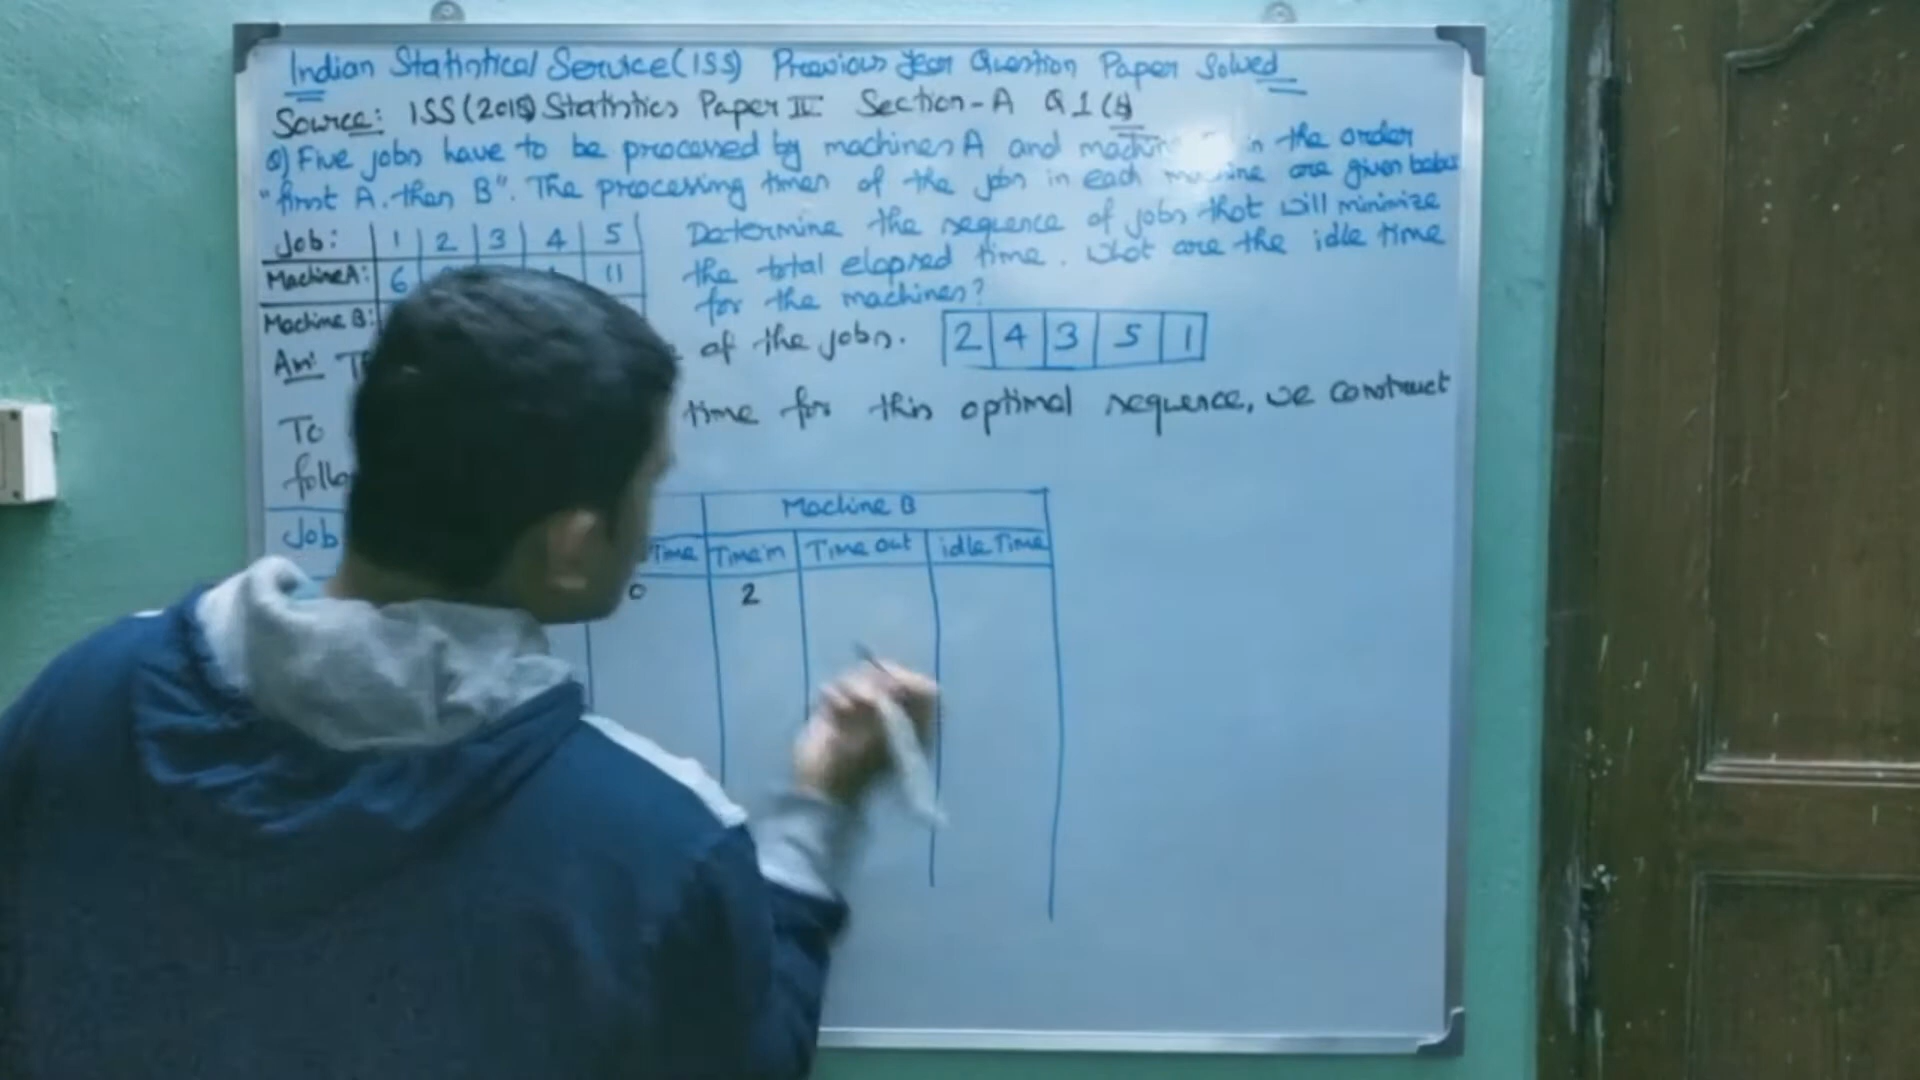 Indian Statistical Service (ISS) Previous Year Question Paper Solved
Source: ISS (2018) Statistics Paper IV Section-A Q1
Q) Five jobs have to be processed by machines A and in the order
"first A, then B". The processing times of the jobs in each machine are given below
Determine the sequence of jobs that will minimize
the total elapsed time. What are the idle time
for the machines?
Job: 1 2 3 4 5
Machine A: 6 11
Machine B:
Ans: of the jobs. 2 4 3 5 1
To time for this optimal sequence, we construct
Machine B
Job Time Time in Time out idle Time
0 2